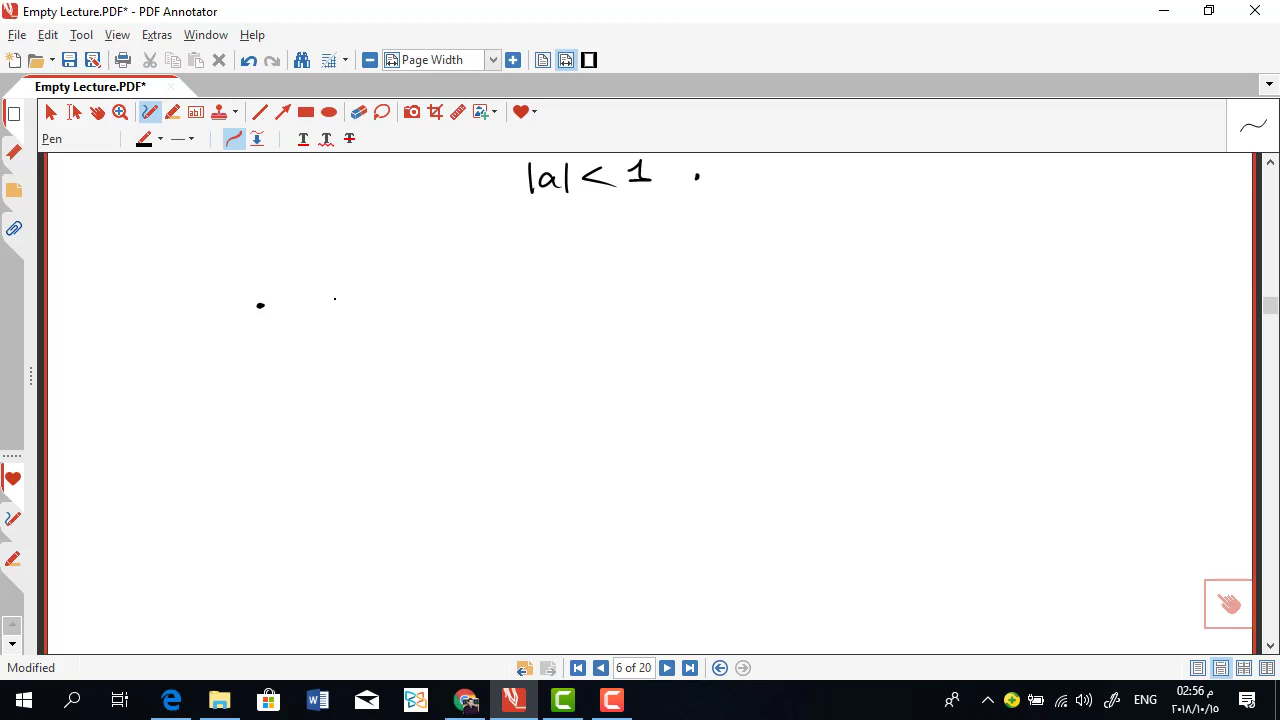 Empty Lecture.PDF* - PDF Annotator
File Edit Tool View Extras Window Help
Page Width
Empty Lecture.PDF*
Pen
|a| < 1 .
Modified
6 of 20
ENG
02:56 م
٢٠١٨/١٠/١٥